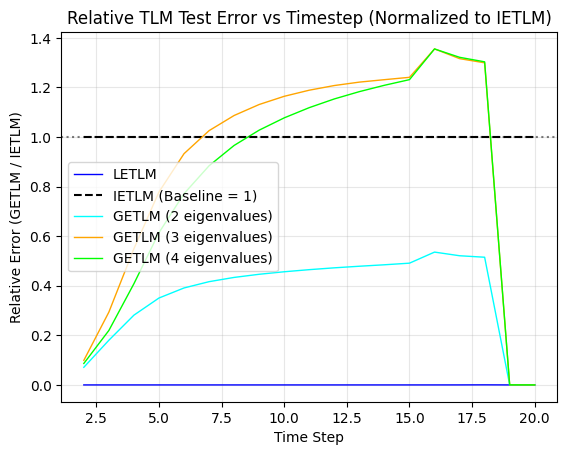 Relative TLM Test Error vs Timestep (Normalized to IETLM)
Relative Error (GETLM / IETLM)
1.4
1.2
1.0
0.8
0.6
0.4
0.2
0.0
LETLM
IETLM (Baseline = 1)
GETLM (2 eigenvalues)
GETLM (3 eigenvalues)
GETLM (4 eigenvalues)
2.5 5.0 7.5 10.0 12.5 15.0 17.5 20.0
Time Step